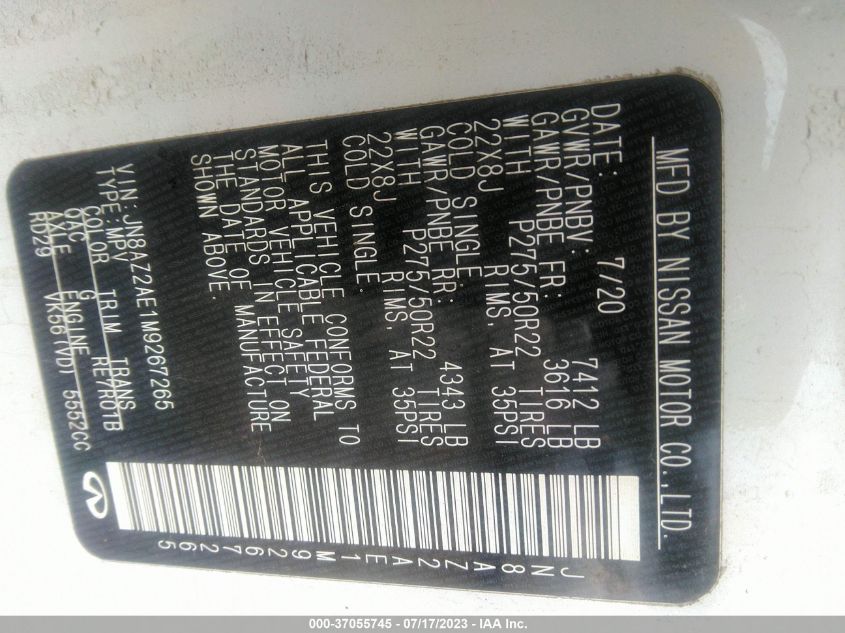 MFD BY NISSAN MOTOR CO.,LTD.
DATE: 7/20
GVWR/PNBV: 7412 LB
GAWR/PNBE FR: 3616 LB
WITH P275/50R22 TIRES
22X8J RIMS, AT 35PSI
COLD SINGLE.
GAWR/PNBE RR: 4343 LB
WITH P275/50R22 TIRES
22X8J RIMS, AT 35PSI
COLD SINGLE.
THIS VEHICLE CONFORMS TO
ALL APPLICABLE FEDERAL
MOTOR VEHICLE SAFETY
STANDARDS IN EFFECT ON
THE DATE OF MANUFACTURE
SHOWN ABOVE.
VIN: JN8AZ2AE1M9267265
TYPE: MPV
COLOR TRIM TRANS
QAC G RE7R01B
AXLE ENGINE
RD29 VK56(VD) 5552CC
JN8AZ2AE1M9267265
000-37055745 - 07/17/2023 - IAA Inc.